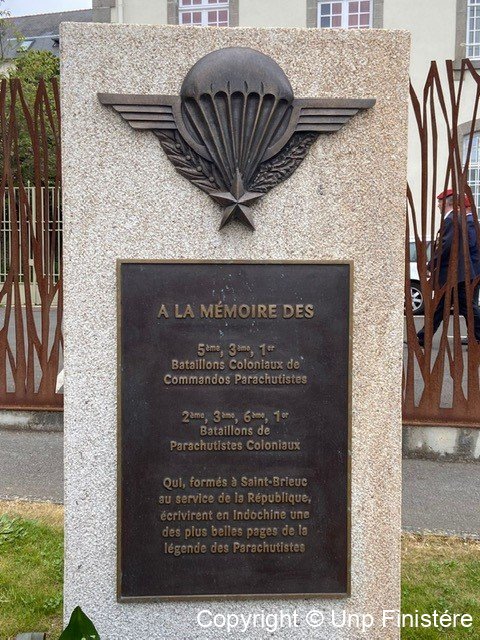 A LA MÉMOIRE DES
5ème, 3ème, 1er
Bataillons Coloniaux de
Commandos Parachutistes
2ème, 3ème, 6ème, 1er
Bataillons de
Parachutistes Coloniaux
Qui, formés à Saint-Brieuc
au service de la République,
écrivirent en Indochine une
des plus belles pages de la
légende des Parachutistes
Copyright © Unp Finistére